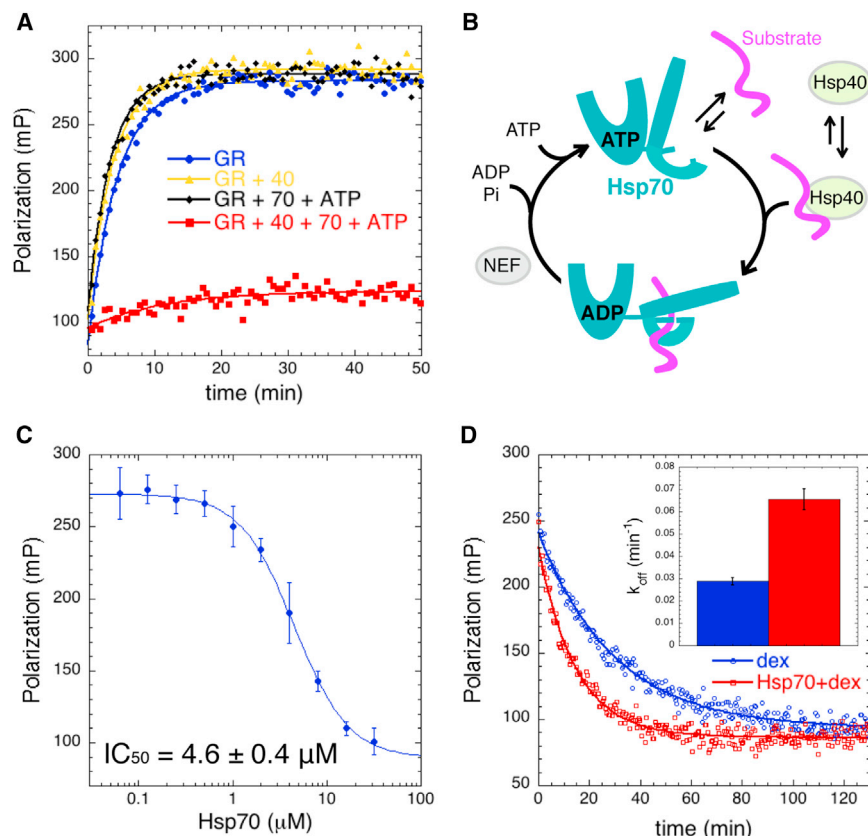 A
Polarization (mP)
300
250
200
150
100
0
10
20
30
40
50
time (min)
GR
GR + 40
GR + 70 + ATP
GR + 40 + 70 + ATP
B
Substrate
Hsp40
ATP
ATP
Hsp70
ADP
Pi
Hsp40
NEF
ADP
C
Polarization (mP)
300
250
200
150
100
0.1
1
10
100
IC50 = 4.6 ± 0.4 μM
Hsp70 (μM)
D
Polarization (mP)
300
250
200
150
100
50
0
20
40
60
80
100
120
time (min)
koff (min-1)
0.08
0.07
0.06
0.05
0.04
0.03
0.02
0.01
0
dex
Hsp70+dex